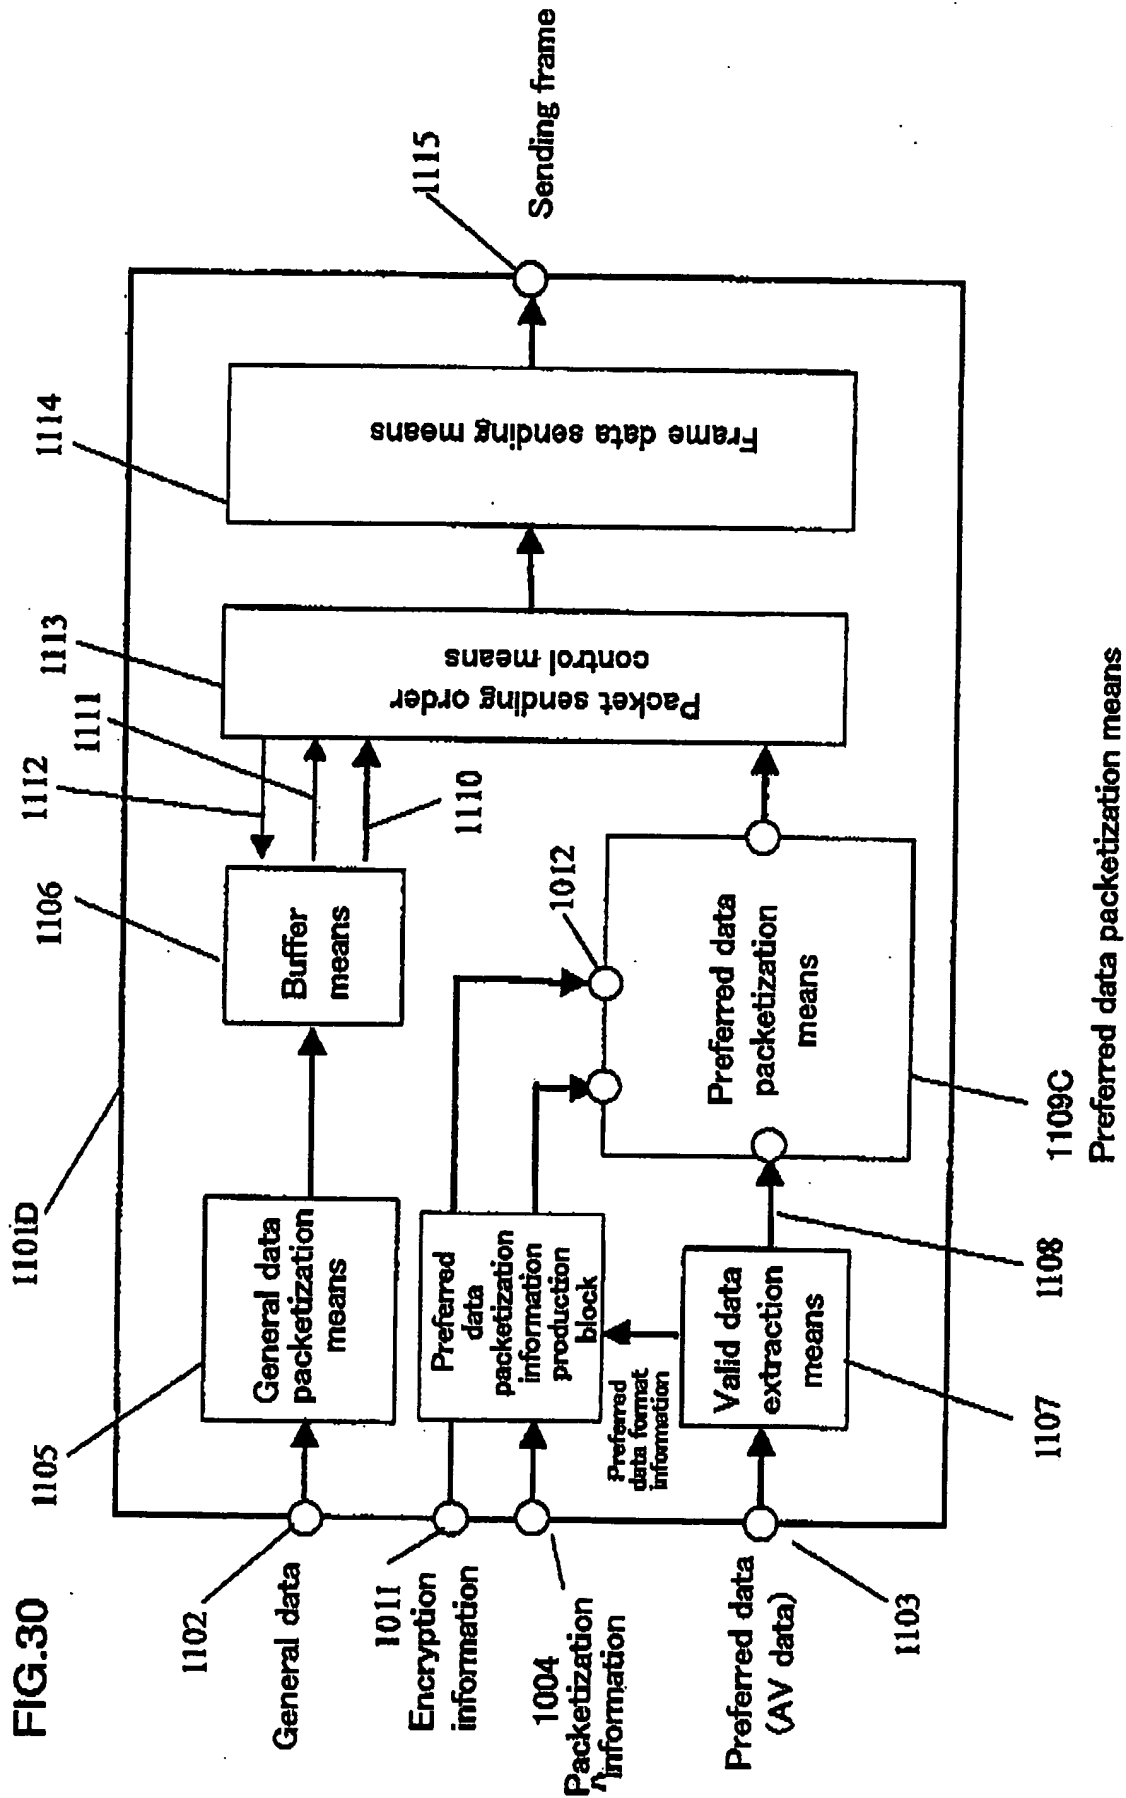 FIG.30
1101D
1102
General data
1105
General data
packetization
means
1106
Buffer
means
1112
1111
1110
1113
Packet sending order
control means
1114
Frame data sending means
1115
Sending frame
1011
Encryption
information
1004
Packetization
information
Preferred
data
packetization
information
production
block
1012
Preferred
data format
information
Preferred data
(AV data)
1103
Valid data
extraction
means
1107
1108
Preferred data
packetization
means
1109C
Preferred data packetization means